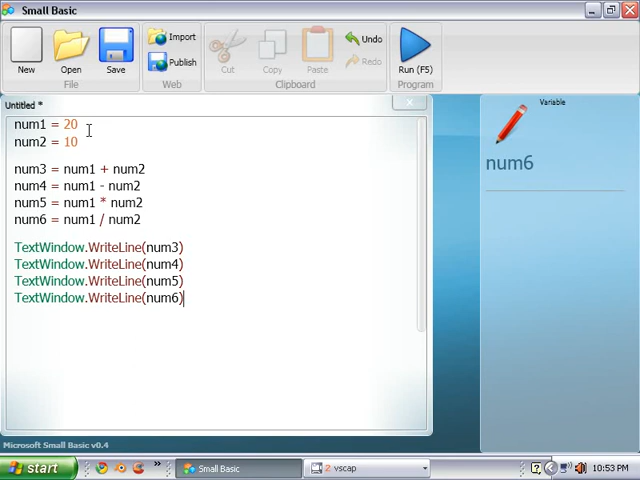 Small Basic
New
Open
Save
File
Import
Publish
Web
Cut
Copy
Paste
Clipboard
Undo
Redo
Run (F5)
Program
Untitled *
num1 = 20
num2 = 10
num3 = num1 + num2
num4 = num1 - num2
num5 = num1 * num2
num6 = num1 / num2
TextWindow.WriteLine(num3)
TextWindow.WriteLine(num4)
TextWindow.WriteLine(num5)
TextWindow.WriteLine(num6)
Variable
num6
Microsoft Small Basic v0.4
start
Small Basic
2 vscap
10:53 PM